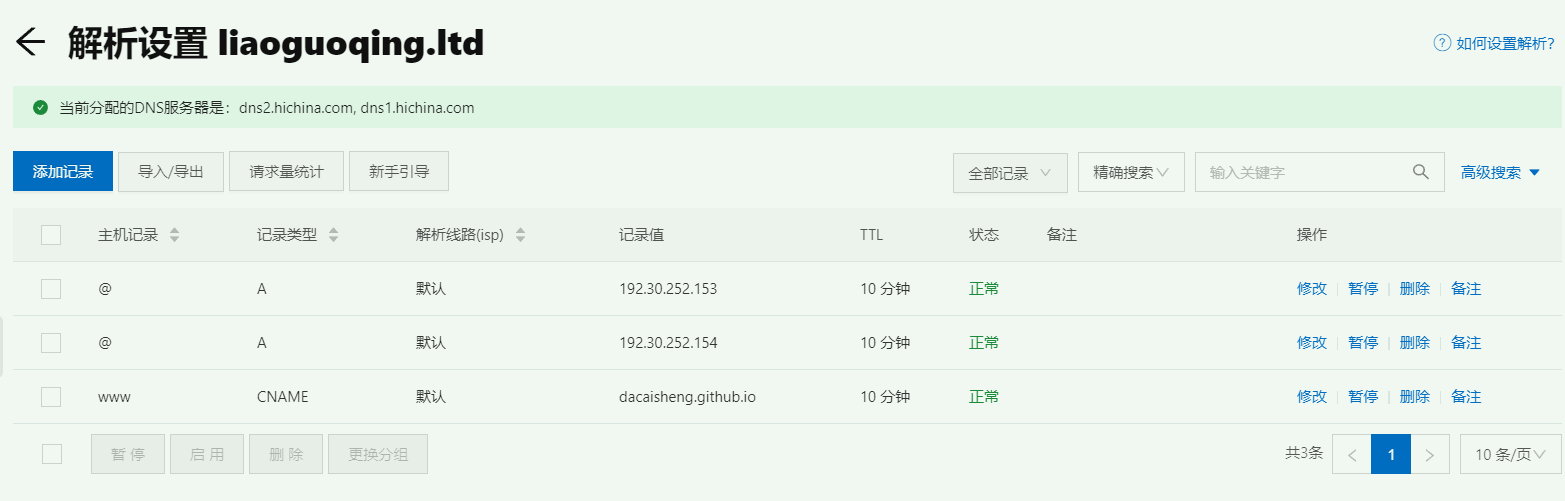 解析设置 liaoguoqing.ltd
如何设置解析?
当前分配的DNS服务器是：dns2.hichina.com, dns1.hichina.com
添加记录 导入/导出 请求量统计 新手引导 全部记录 精确搜索 输入关键字 高级搜索
主机记录 记录类型 解析线路(isp) 记录值 TTL 状态 备注 操作
@ A 默认 192.30.252.153 10 分钟 正常 修改 暂停 删除 备注
@ A 默认 192.30.252.154 10 分钟 正常 修改 暂停 删除 备注
www CNAME 默认 dacaisheng.github.io 10 分钟 正常 修改 暂停 删除 备注
暂停 启用 删除 更换分组 共3条 < 1 > 10 条/页